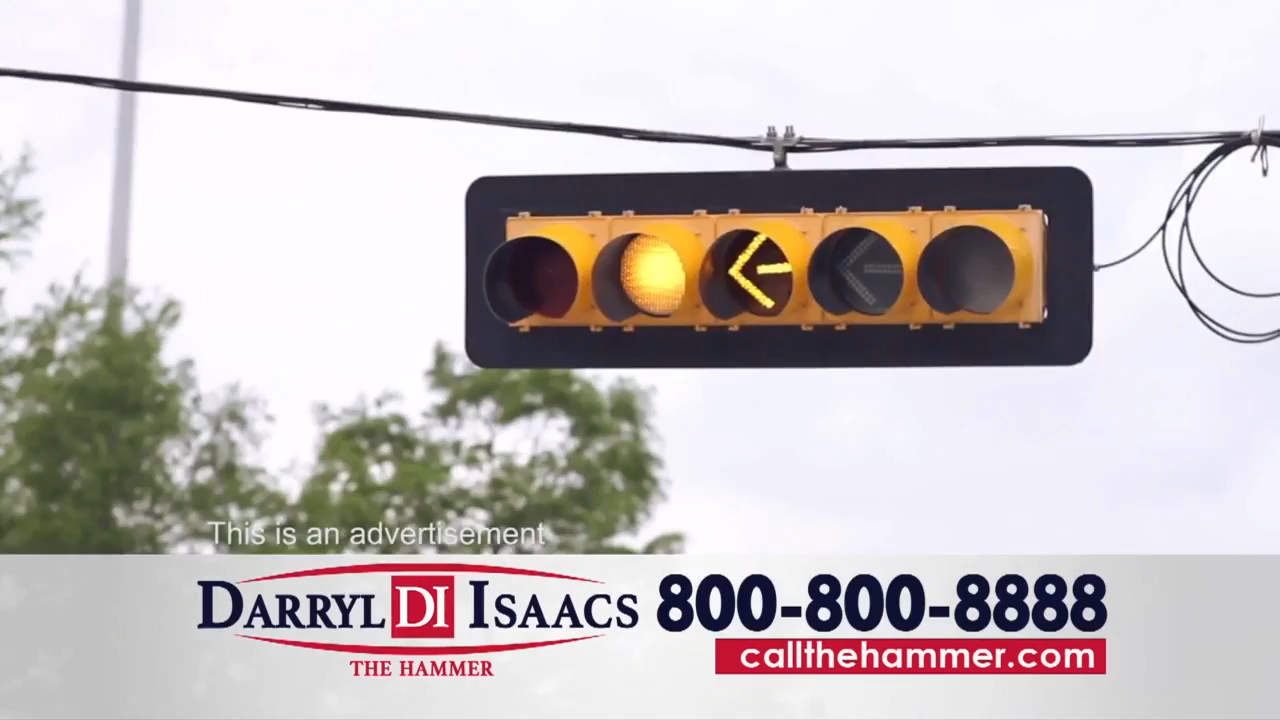 This is an advertisement
DARRYL DI ISAACS
THE HAMMER
800-800-8888
callthehammer.com